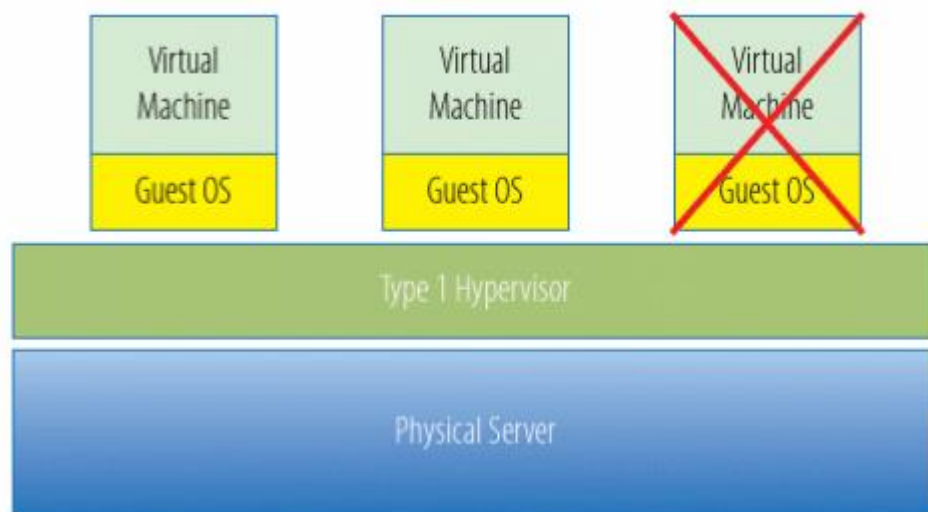 Virtual
Machine
Guest OS
Virtual
Machine
Guest OS
Virtual
Machine
Guest OS
Type 1 Hypervisor
Physical Server